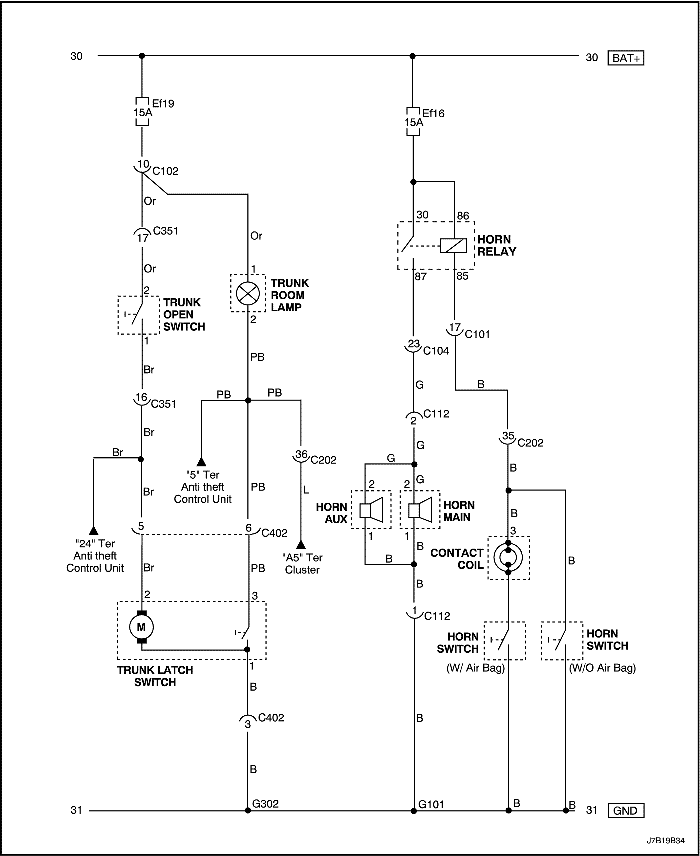 30
30 BAT+
Ef19
15A
Ef16
15A
10 C102
Or
C351
17
Or
Or
2
TRUNK
OPEN
SWITCH
1
1
TRUNK
ROOM
LAMP
2
30
86
HORN
RELAY
87
85
17 C101
23 C104
Br
PB
G
B
16 C351
PB
PB
C112
2
Br
36 C202
35 C202
Br
"5" Ter
Anti theft
Control Unit
G
G
B
2
2
G
Br
PB
L
HORN
AUX
HORN
MAIN
1
1
B
3
B
5
6 C402
"24" Ter
Anti theft
Control Unit
"A5" Ter
Cluster
CONTACT
COIL
B
B
Br
PB
B
2
3
1 C112
M
HORN
SWITCH
(W/ Air Bag)
HORN
SWITCH
(W/O Air Bag)
TRUNK LATCH
SWITCH
1
B
C402
3
B
B
31
G302
G101
B
B
31 GND
J7B19B34